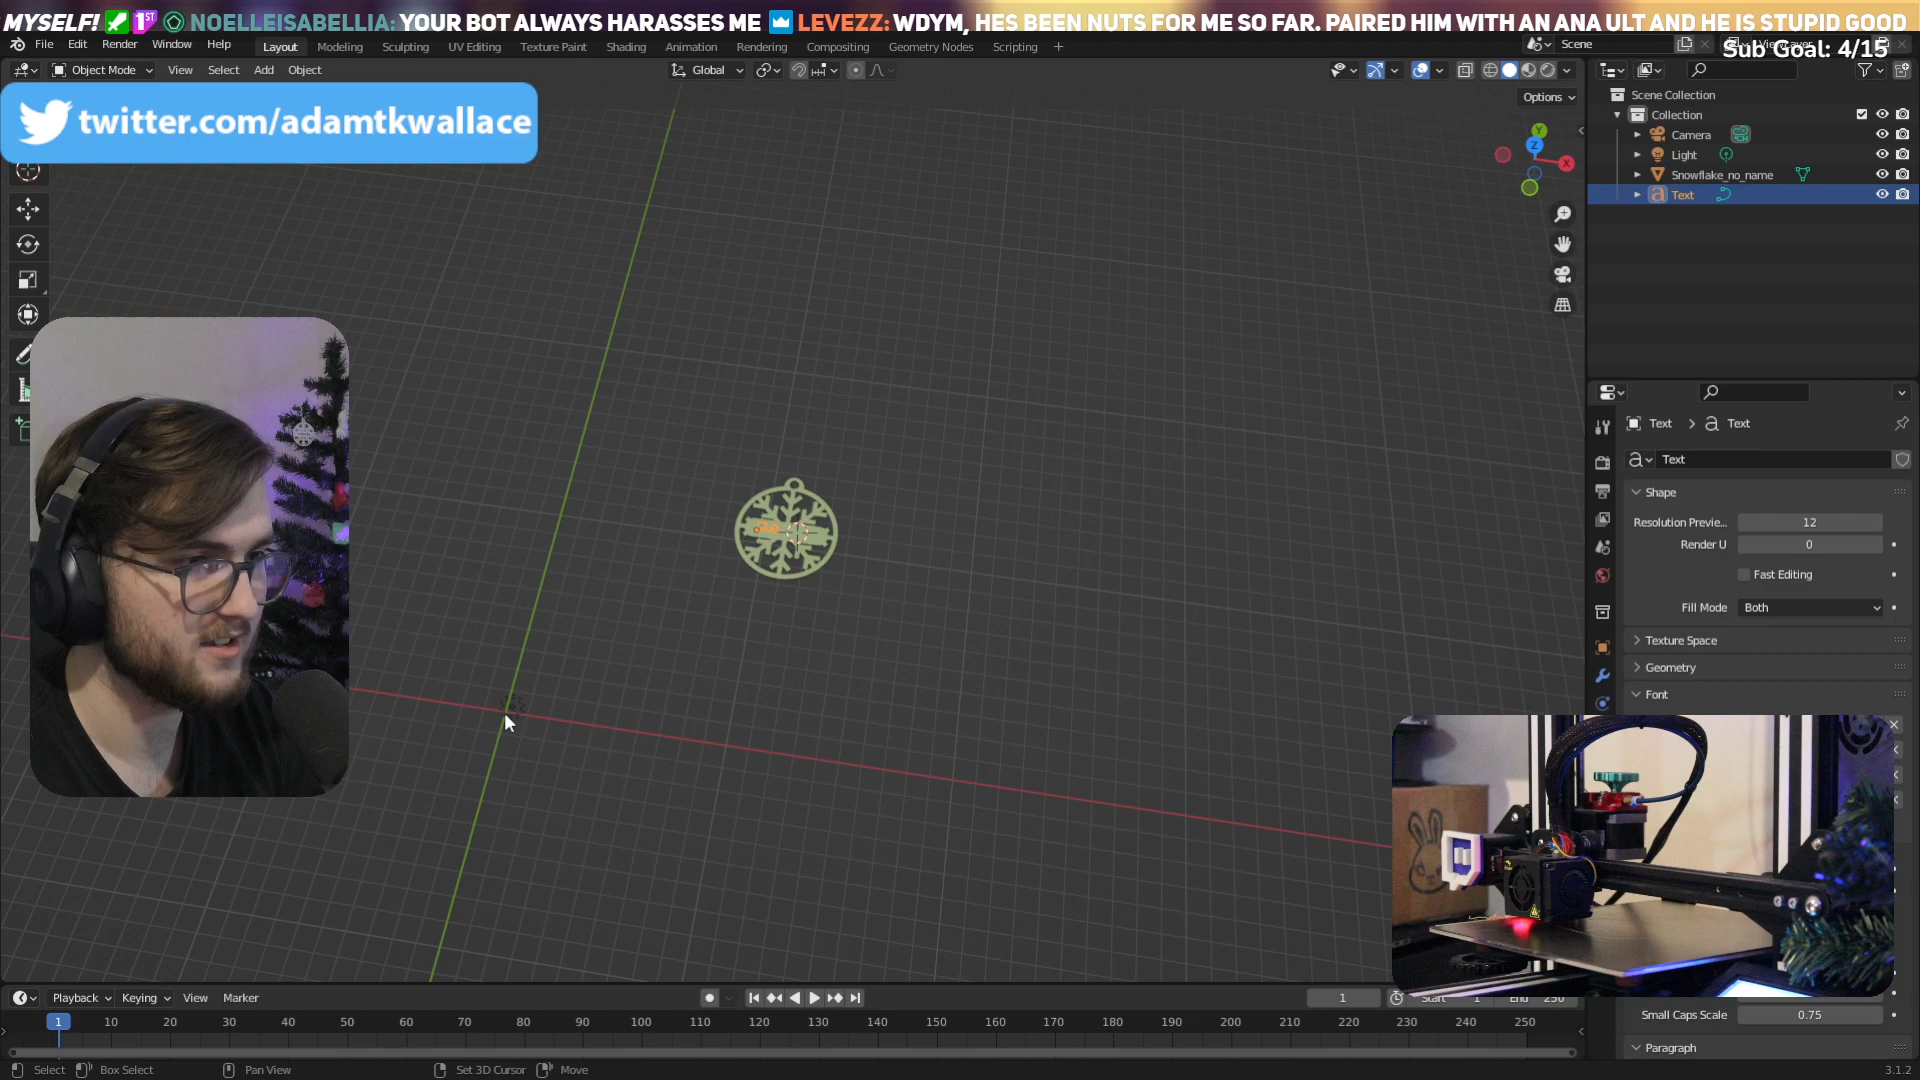 MYSELF! 1ST NOELLEISABELLIA: YOUR BOT ALWAYS HARASSES ME LEVEZZ: WDYM, HES BEEN NUTS FOR ME SO FAR. PAIRED HIM WITH AN ANA ULT AND HE IS STUPID GOOD
File Edit Render Window Help Layout Modeling Sculpting UV Editing Texture Paint Shading Animation Rendering Compositing Geometry Nodes Scripting + Scene
Sub Goal: 4/15
Object Mode View Select Add Object Global
Options
twitter.com/adamtkwallace
Scene Collection
Collection
Camera
Light
Snowflake_no_name
Text
Y
Z
X
Text > Text
Text
Shape
Resolution Previe... 12
Render U 0
Fast Editing
Fill Mode Both
Texture Space
Geometry
Font
Small Caps Scale 0.75
Paragraph
Playback Keying View Marker 1 Start 1 End 250
1 10 20 30 40 50 60 70 80 90 100 110 120 130 140 150 160 170 180 190 200 210 220 230 240 250
Select Box Select Pan View Set 3D Cursor Move 3.1.2